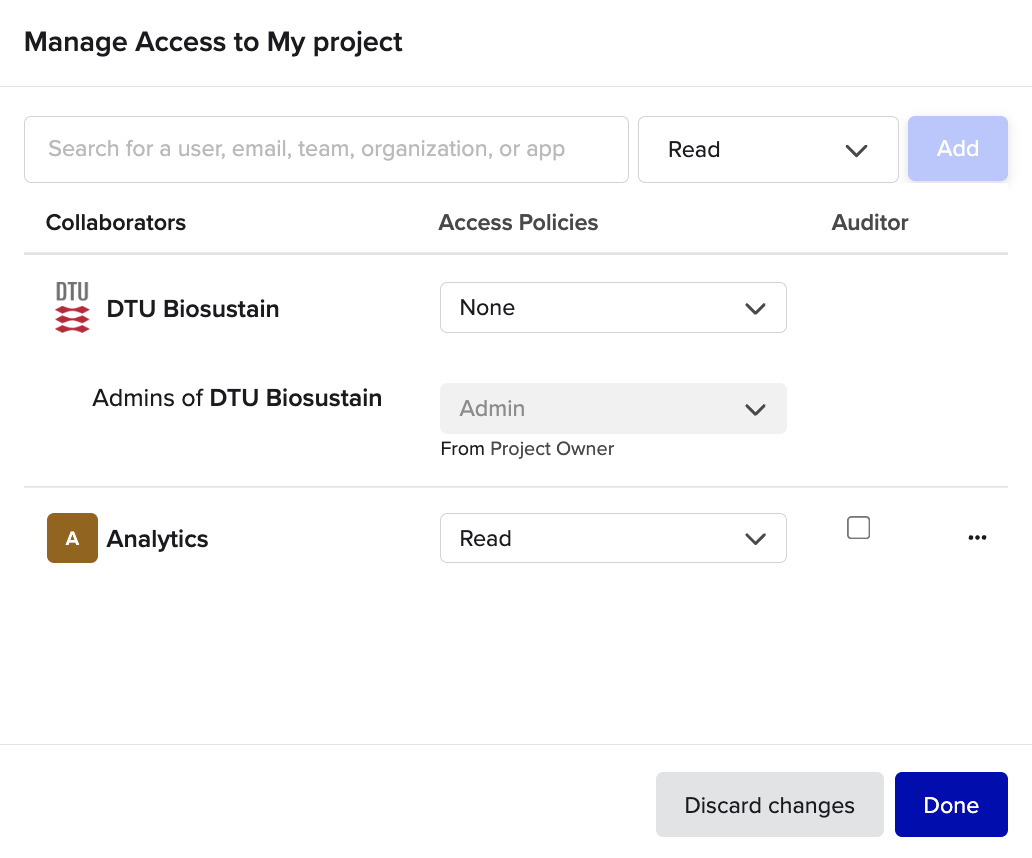 Manage Access to My project
Search for a user, email, team, organization, or app
Read
Add
Collaborators
Access Policies
Auditor
DTU
DTU Biosustain
None
Admins of DTU Biosustain
Admin
From Project Owner
A
Analytics
Read
Discard changes
Done